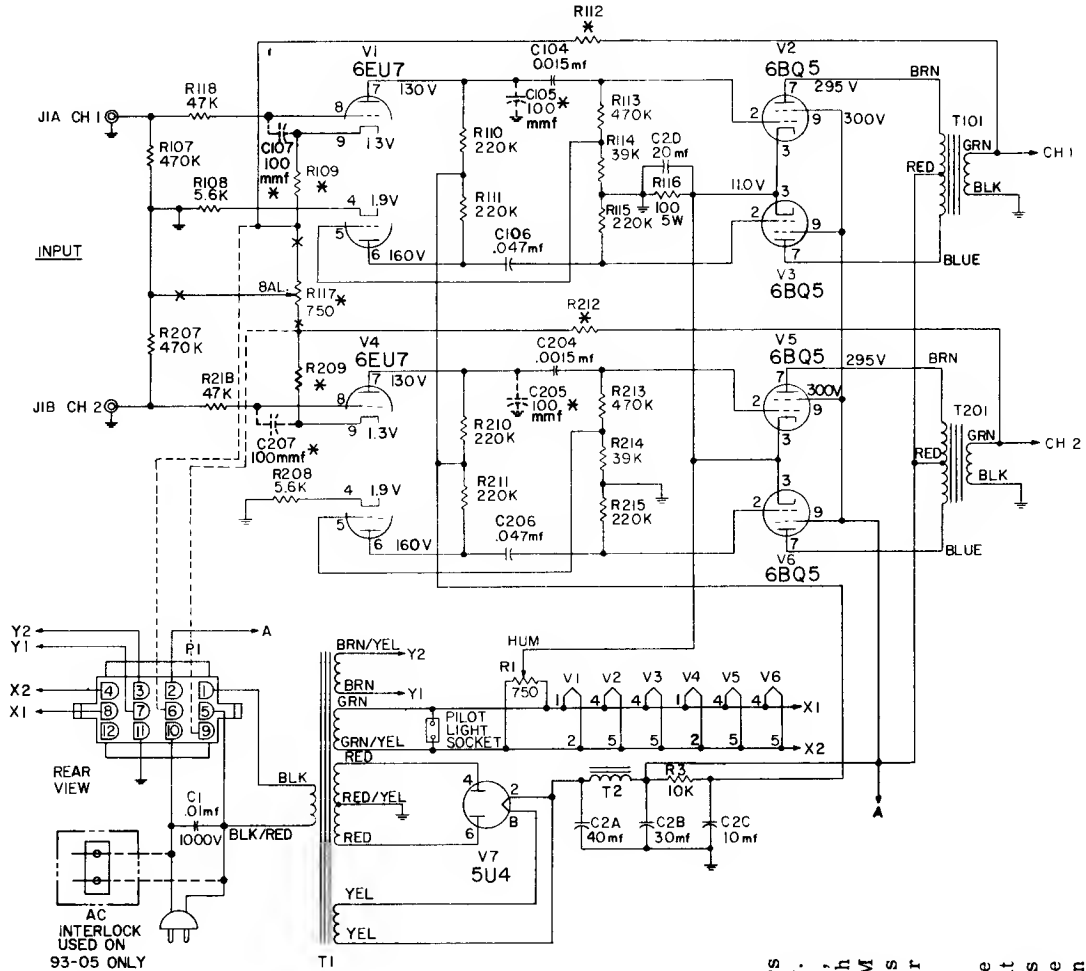 R112
*
V1
6EU7
C104
.0015mf
V2
6BQ5
BRN
7
130V
7
295V
R118
47K
J1A CH 1
8
C105
100
mmf
*
R113
470K
2
9
300V
T101
C107
100
mmf
*
9
1.3V
R110
220K
R114
39K
C2D
20mf
3
GRN
CH 1
R107
470K
R109
*
RED
R108
5.6K
4
1.9V
R111
220K
R116
100
5W
11.0V
3
BLK
5
R115
220K
2
9
6
160V
C106
.047mf
7
BLUE
INPUT
V3
6BQ5
BAL.
R117
750
*
R212
*
R207
470K
R209
*
V4
6EU7
C204
.0015mf
V5
6BQ5
295V
BRN
7
130V
7
R218
47K
J1B CH 2
8
C205
100
mmf
*
R213
470K
2
9
300V
T201
9
1.3V
C207
100mmf
*
R210
220K
3
GRN
CH 2
R208
5.6K
4
1.9V
R214
39K
RED
R211
220K
3
BLK
5
R215
220K
2
9
6
160V
C206
.047mf
7
BLUE
V6
6BQ5
Y2
Y1
A
P1
BRN/YEL
Y2
HUM
4
3
2
1
BRN
Y1
R1
750
V1
V2
V3
V4
V5
V6
X2
X1
8
7
6
5
GRN
1
4
4
1
4
4
X1
12
11
10
9
PILOT
LIGHT
SOCKET
GRN/YEL
2
5
5
2
5
5
X2
REAR
VIEW
BLK
RED
4
2
T2
R3
10K
C1
.01mf
1000V
RED/YEL
8
A
BLK/RED
RED
6
C2A
40mf
C2B
30mf
C2C
10mf
V7
5U4
YEL
AC
INTERLOCK
USED ON
93-05 ONLY
YEL
T1